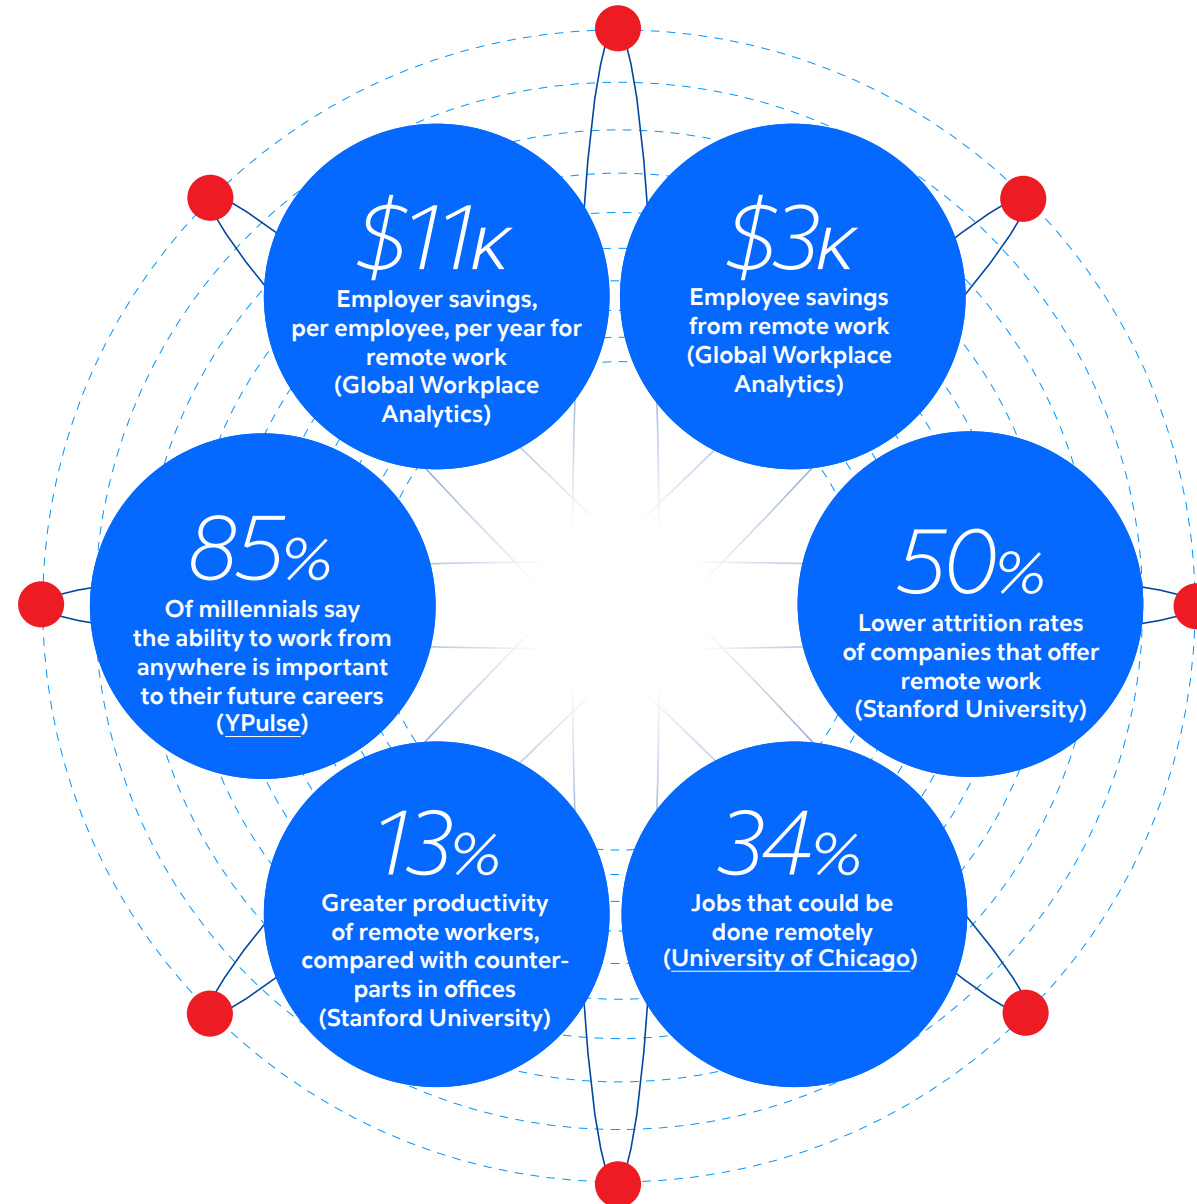 $11K
Employer savings,
per employee, per year for
remote work
(Global Workplace
Analytics)
$3K
Employee savings
from remote work
(Global Workplace
Analytics)
85%
Of millennials say
the ability to work from
anywhere is important
to their future careers
(YPulse)
50%
Lower attrition rates
of companies that offer
remote work
(Stanford University)
13%
Greater productivity
of remote workers,
compared with counter-
parts in offices
(Stanford University)
34%
Jobs that could be
done remotely
(University of Chicago)